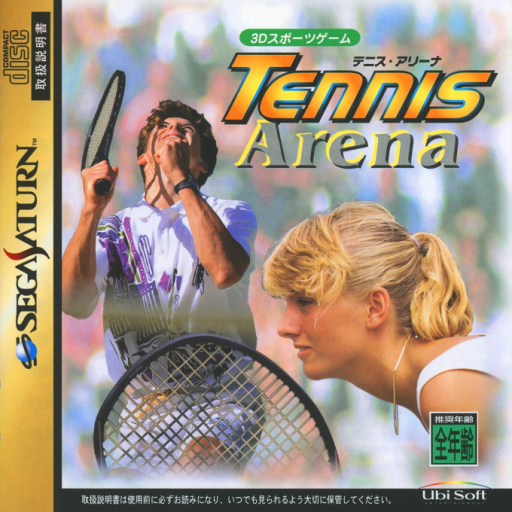 COMPACT
disc
取扱説明書
SEGA SATURN™
3Dスポーツゲーム
テニス・アリーナ
TENNIS
Arena
推奨年齢
全年齢
Ubi Soft
ENTERTAINMENT
取扱説明書は使用前に必ずお読みになり、いつでも見られるよう大切に保管してください。